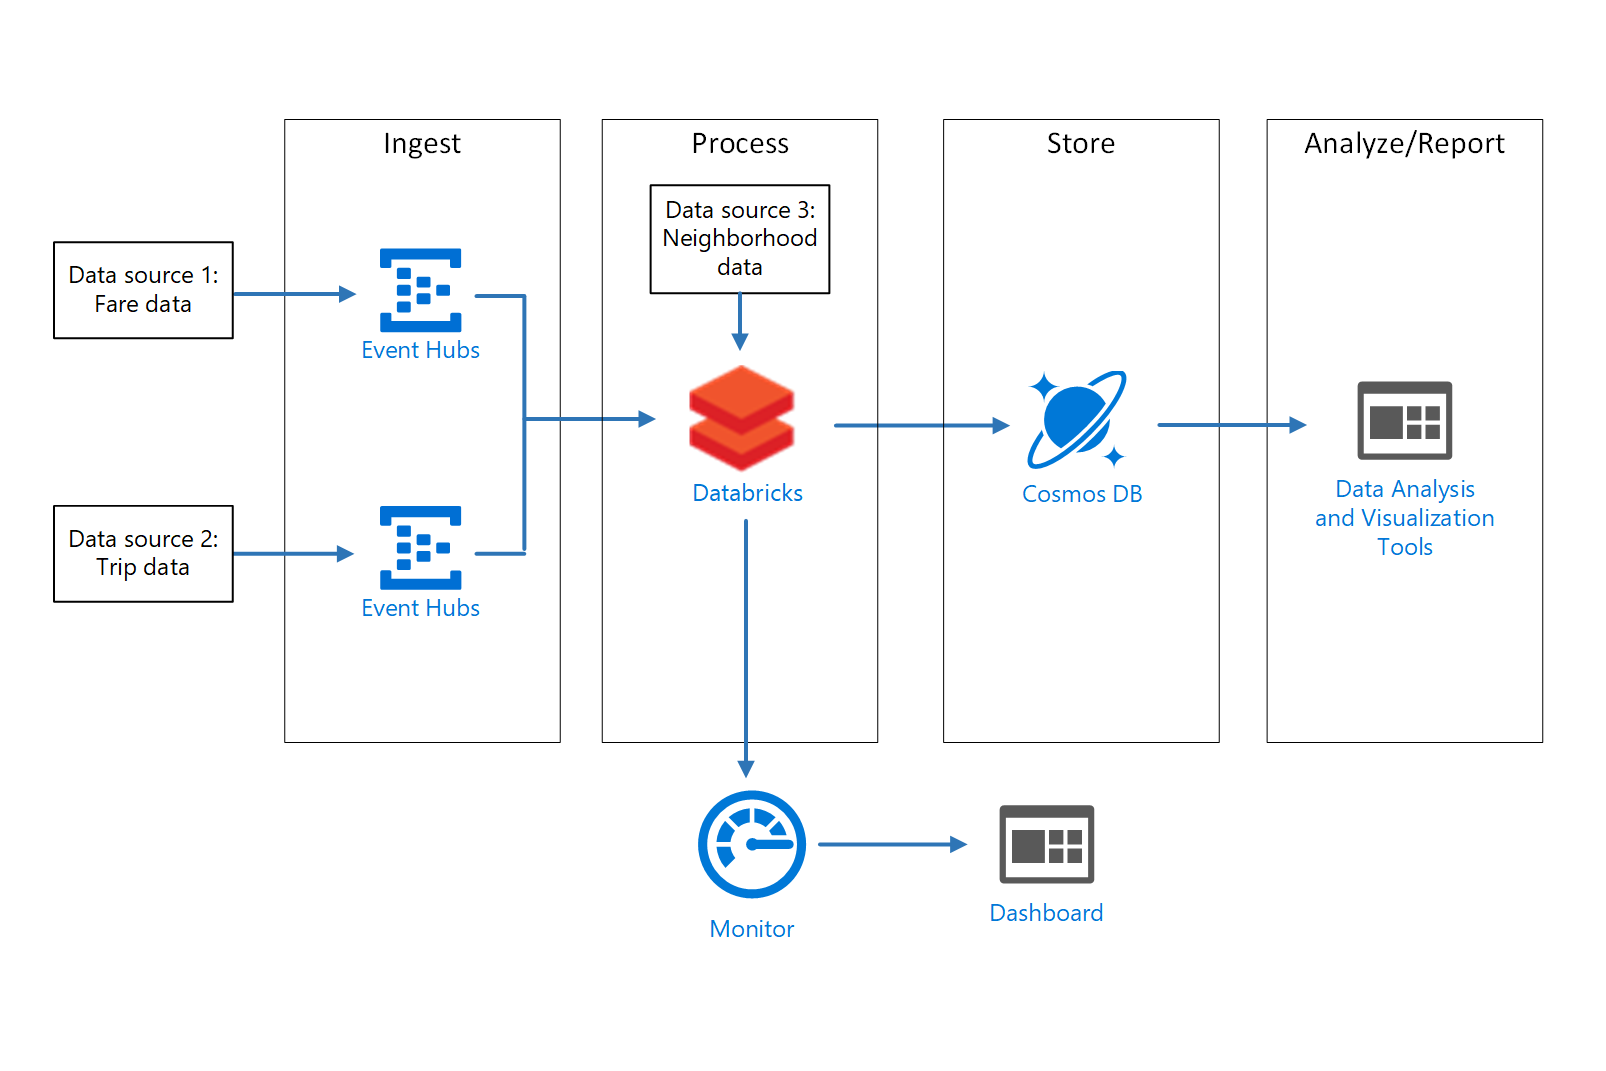 Ingest
Process
Store
Analyze/Report
Data source 1:
Fare data
Event Hubs
Data source 2:
Trip data
Event Hubs
Data source 3:
Neighborhood
data
Databricks
Cosmos DB
Data Analysis
and Visualization
Tools
Monitor
Dashboard